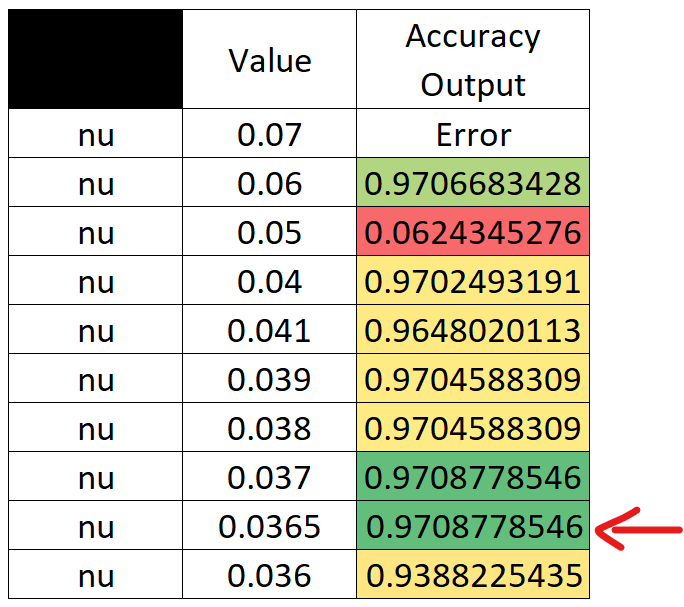 Value Accuracy
Output
nu 0.07 Error
nu 0.06 0.9706683428
nu 0.05 0.0624345276
nu 0.04 0.9702493191
nu 0.041 0.9648020113
nu 0.039 0.9704588309
nu 0.038 0.9704588309
nu 0.037 0.9708778546
nu 0.0365 0.9708778546
nu 0.036 0.9388225435